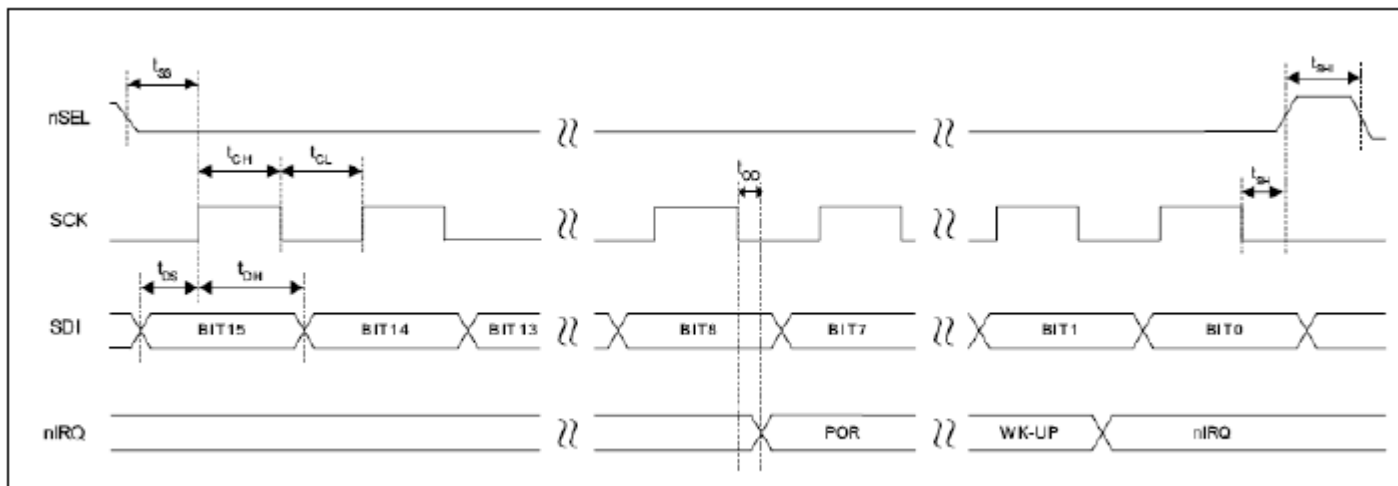 tSS
tSHI
nSEL
tCH
tCL
tOD
tSH
SCK
tDS
tDH
SDI
BIT15
BIT14
BIT13
BIT8
BIT7
BIT1
BIT0
nIRQ
POR
WK-UP
nIRQ